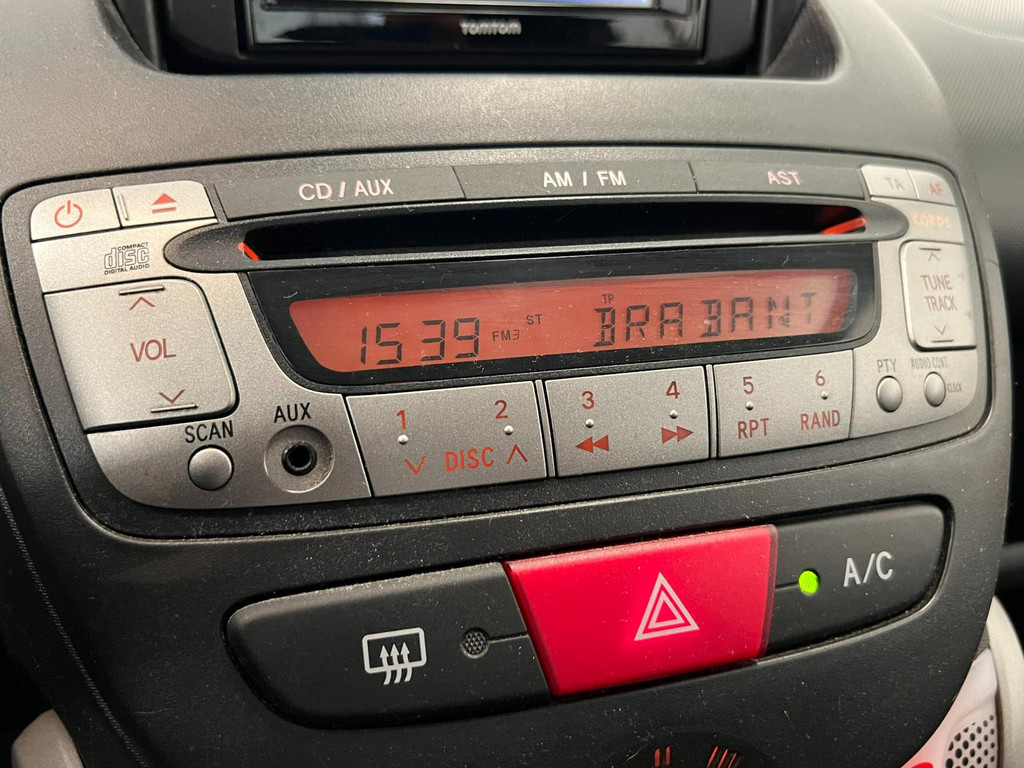 tomtom
CD / AUX AM / FM AST TA AF
COMPACT
disc
DIGITAL AUDIO
VOL
1539 FM3 ST TP BRABANT
TUNE
TRACK
SCAN AUX
1 2 3 4 5 6
DISC RPT RAND
PTY AUDIO CONT
CLOCK
A/C